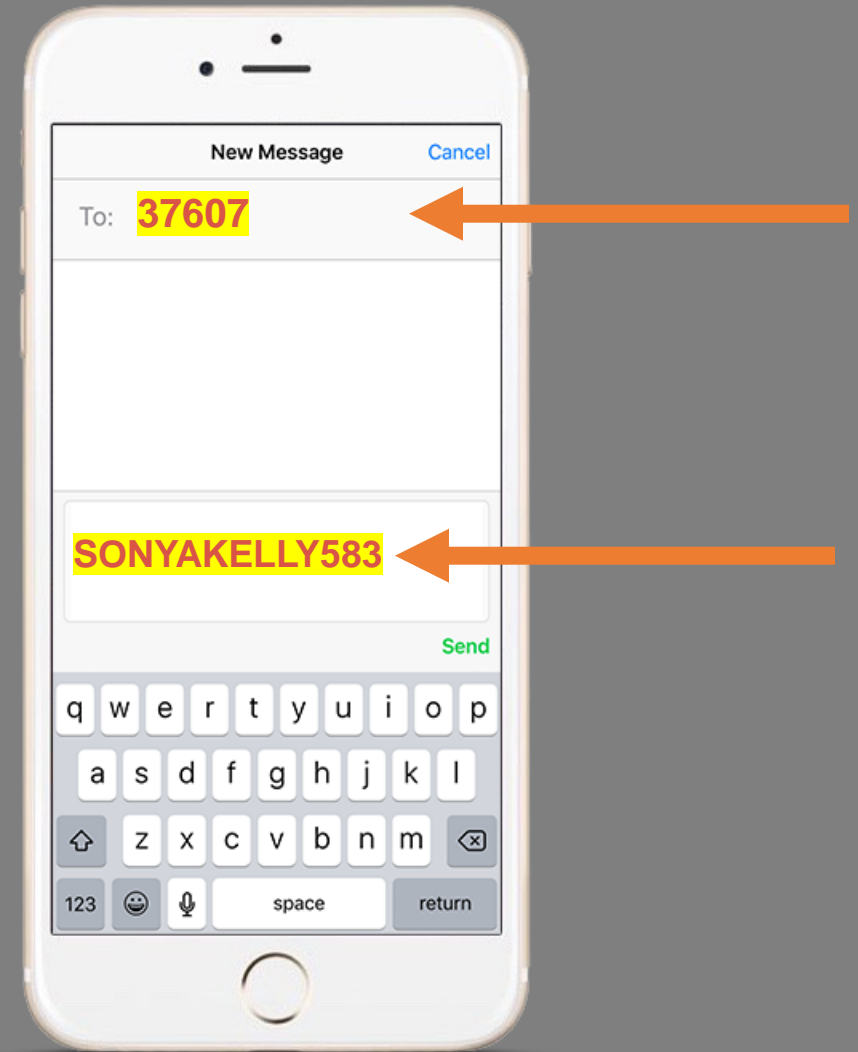 New Message Cancel
To: 37607
SONYAKELLY583
Send
q w e r t y u i o p
a s d f g h j k l
z x c v b n m
123 space return